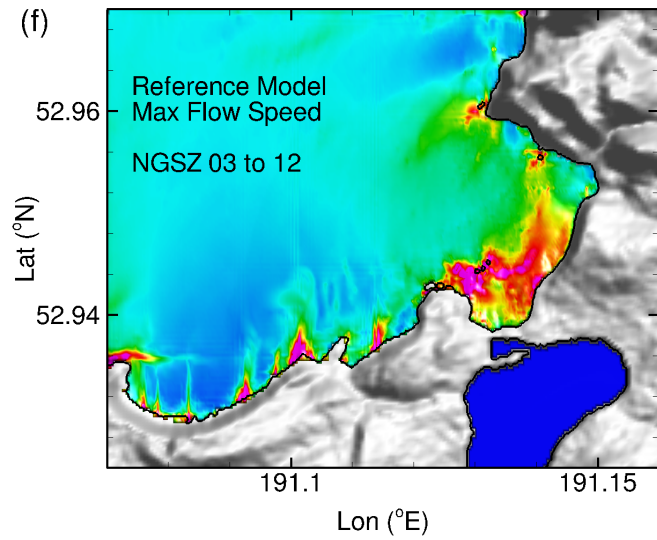 (f)
Reference Model
Max Flow Speed
NGSZ 03 to 12
52.96
52.94
Lat (°N)
191.1
191.15
Lon (°E)